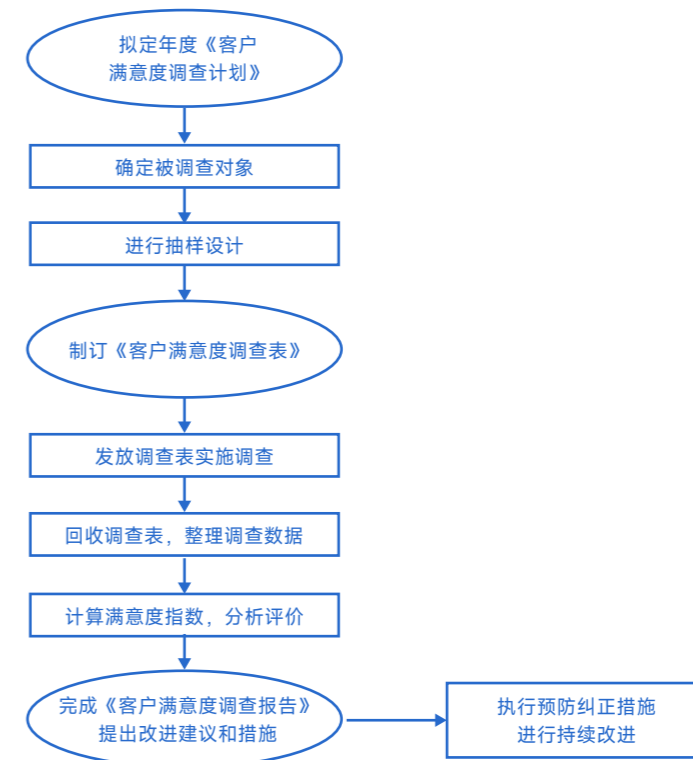 拟定年度《客户
满意度调查计划》
确定被调查对象
进行抽样设计
制订《客户满意度调查表》
发放调查表实施调查
回收调查表，整理调查数据
计算满意度指数，分析评价
完成《客户满意度调查报告》
提出改进建议和措施
执行预防纠正措施
进行持续改进